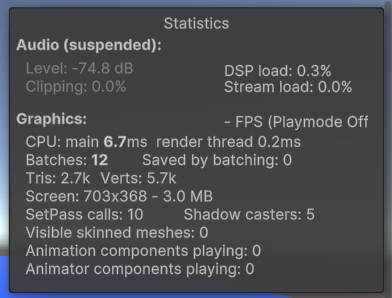 Statistics
Audio (suspended):
Level: -74.8 dB DSP load: 0.3%
Clipping: 0.0% Stream load: 0.0%
Graphics: - FPS (Playmode Off
CPU: main 6.7ms render thread 0.2ms
Batches: 12 Saved by batching: 0
Tris: 2.7k Verts: 5.7k
Screen: 703x368 - 3.0 MB
SetPass calls: 10 Shadow casters: 5
Visible skinned meshes: 0
Animation components playing: 0
Animator components playing: 0